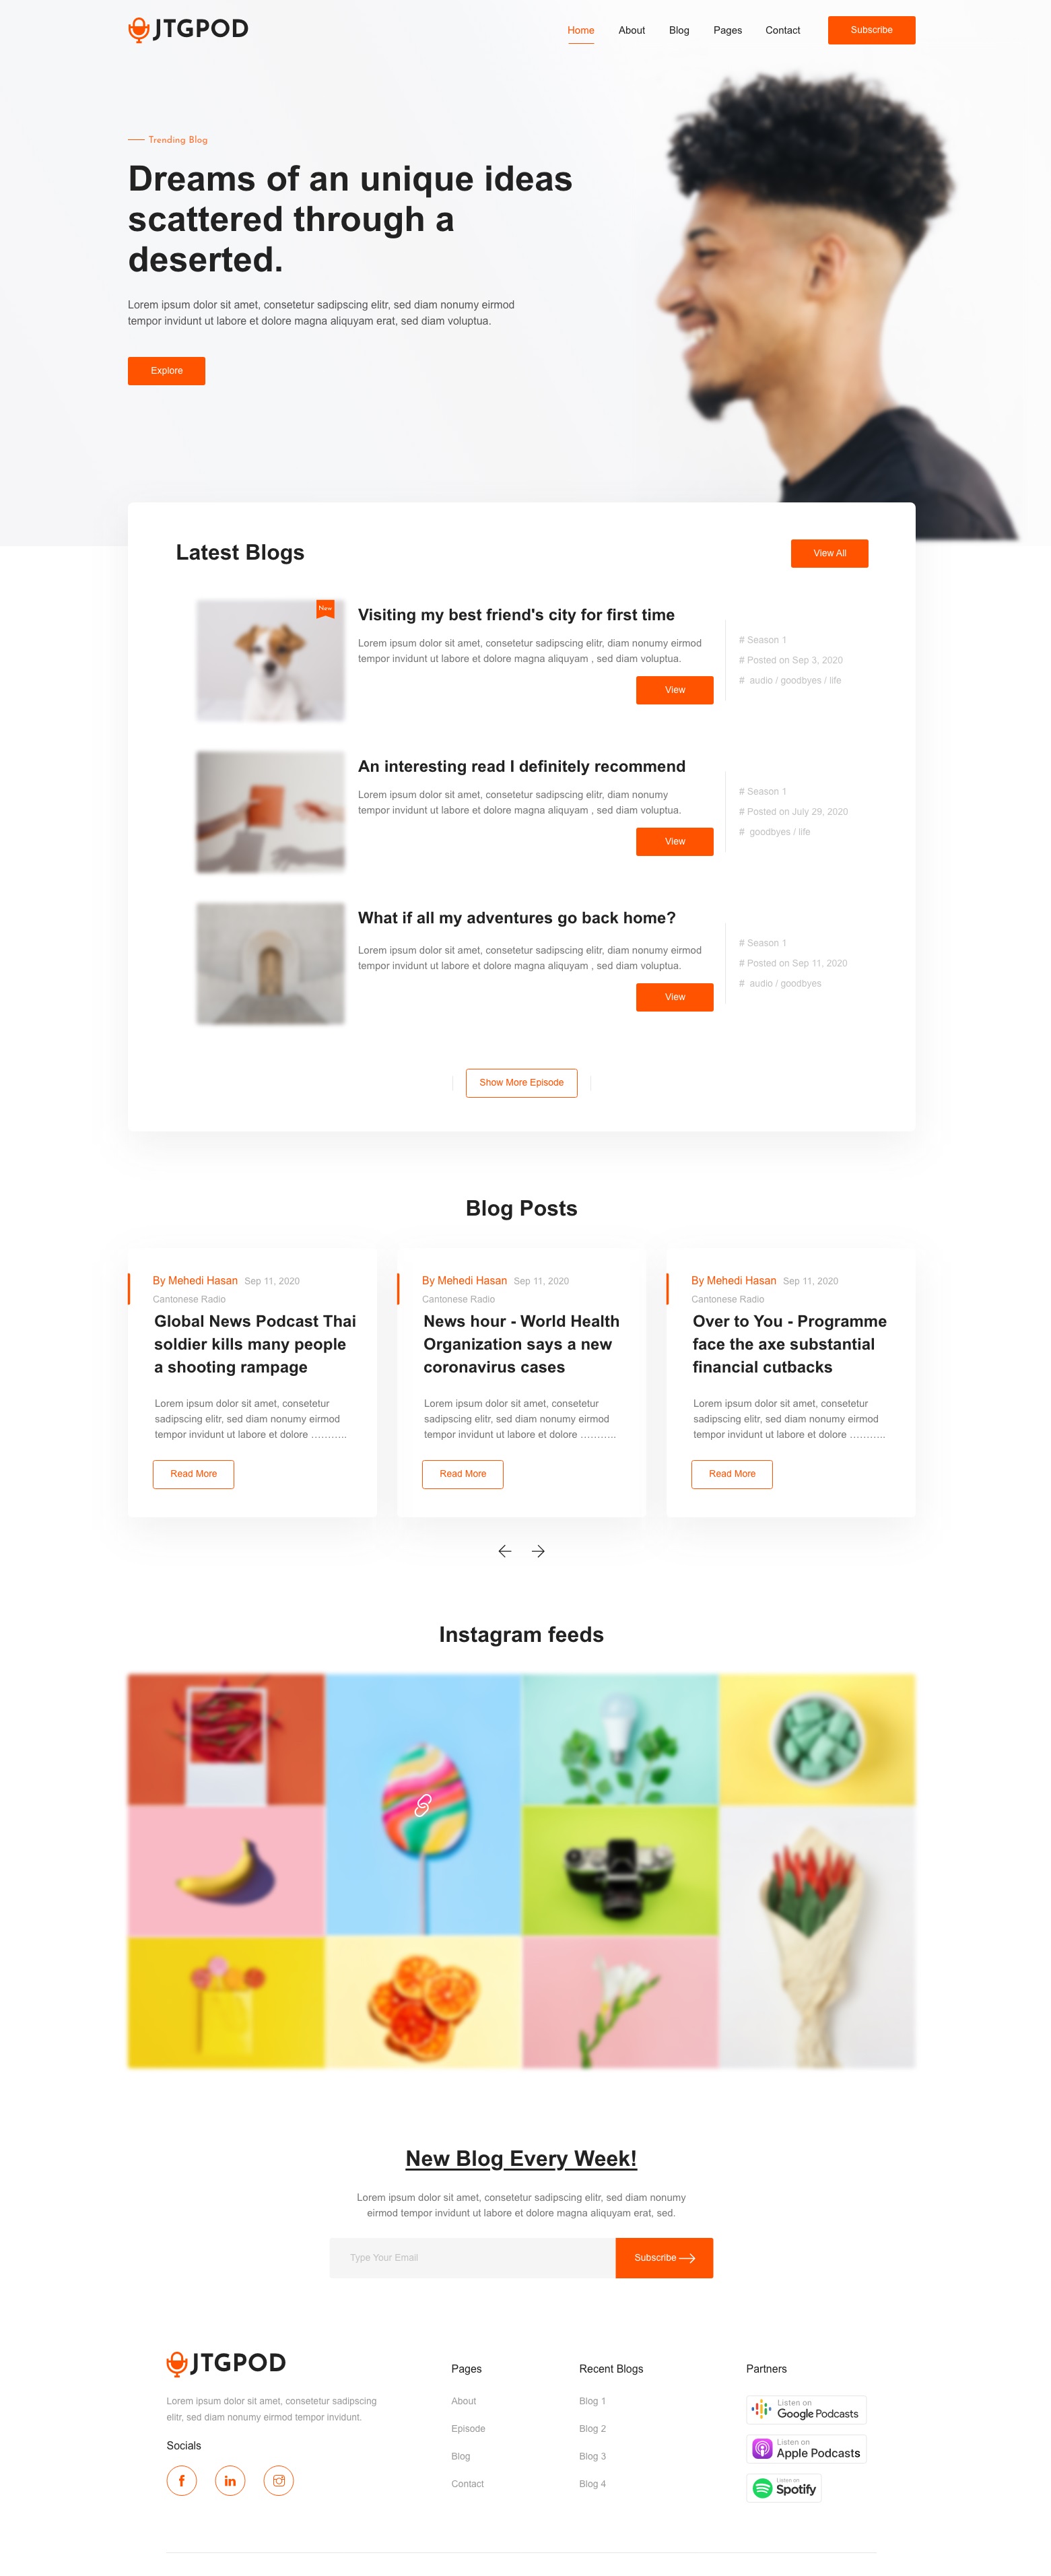 JTGPOD
Home About Blog Pages Contact Subscribe
Trending Blog
Dreams of an unique ideas
scattered through a
deserted.
Lorem ipsum dolor sit amet, consetetur sadipscing elitr, sed diam nonumy eirmod
tempor invidunt ut labore et dolore magna aliquyam erat, sed diam voluptua.
Explore
Latest Blogs
View All
New
Visiting my best friend's city for first time
Lorem ipsum dolor sit amet, consetetur sadipscing elitr, diam nonumy eirmod
tempor invidunt ut labore et dolore magna aliquyam , sed diam voluptua.
View
# Season 1
# Posted on Sep 3, 2020
# audio / goodbyes / life
An interesting read I definitely recommend
Lorem ipsum dolor sit amet, consetetur sadipscing elitr, diam nonumy
tempor invidunt ut labore et dolore magna aliquyam , sed diam voluptua.
View
# Season 1
# Posted on July 29, 2020
# goodbyes / life
What if all my adventures go back home?
Lorem ipsum dolor sit amet, consetetur sadipscing elitr, diam nonumy eirmod
tempor invidunt ut labore et dolore magna aliquyam , sed diam voluptua.
View
# Season 1
# Posted on Sep 11, 2020
# audio / goodbyes
Show More Episode
Blog Posts
By Mehedi Hasan Sep 11, 2020
Cantonese Radio
Global News Podcast Thai
soldier kills many people
a shooting rampage
Lorem ipsum dolor sit amet, consetetur
sadipscing elitr, sed diam nonumy eirmod
tempor invidunt ut labore et dolore ...........
Read More
By Mehedi Hasan Sep 11, 2020
Cantonese Radio
News hour - World Health
Organization says a new
coronavirus cases
Lorem ipsum dolor sit amet, consetetur
sadipscing elitr, sed diam nonumy eirmod
tempor invidunt ut labore et dolore ...........
Read More
By Mehedi Hasan Sep 11, 2020
Cantonese Radio
Over to You - Programme
face the axe substantial
financial cutbacks
Lorem ipsum dolor sit amet, consetetur
sadipscing elitr, sed diam nonumy eirmod
tempor invidunt ut labore et dolore ...........
Read More
Instagram feeds
New Blog Every Week!
Lorem ipsum dolor sit amet, consetetur sadipscing elitr, sed diam nonumy
eirmod tempor invidunt ut labore et dolore magna aliquyam erat, sed.
Type Your Email
Subscribe
JTGPOD
Lorem ipsum dolor sit amet, consetetur sadipscing
elitr, sed diam nonumy eirmod tempor invidunt.
Socials
Pages
About
Episode
Blog
Contact
Recent Blogs
Blog 1
Blog 2
Blog 3
Blog 4
Partners
Listen on
Google Podcasts
Listen on
Apple Podcasts
Listen on
Spotify